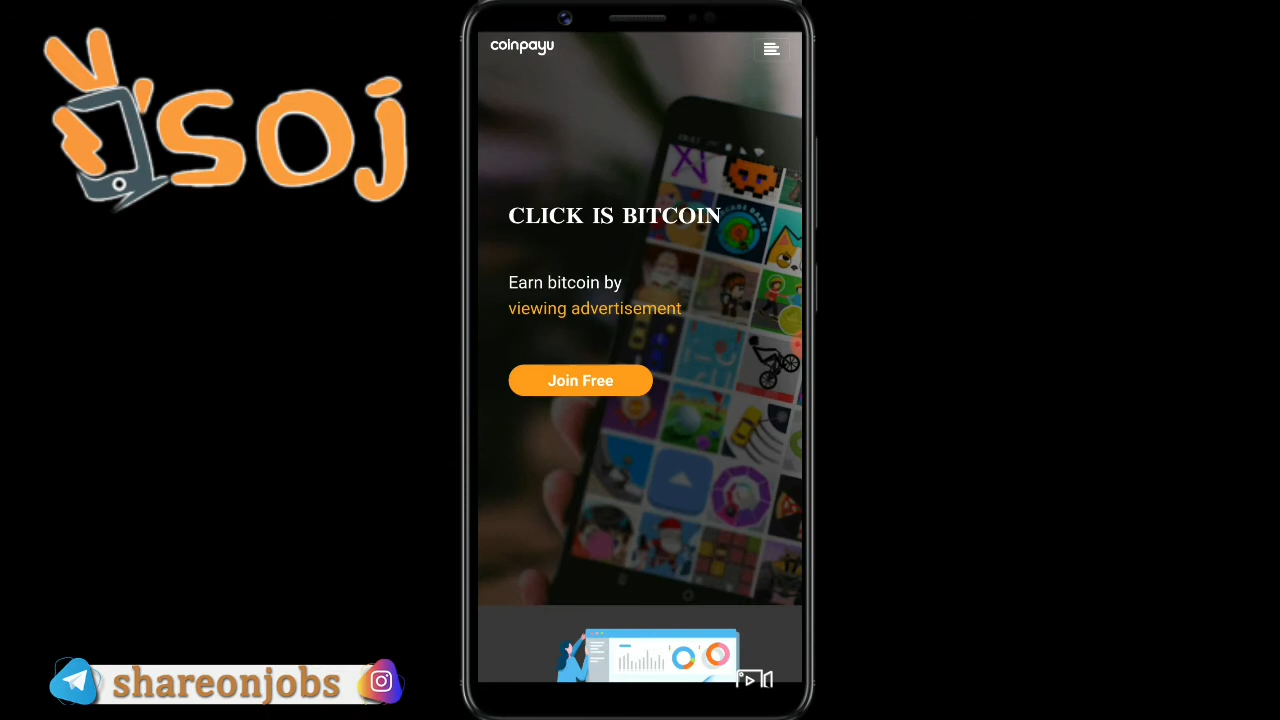 'soj
coinpayu
CLICK IS BITCOIN
Earn bitcoin by
viewing advertisement
Join Free
shareonjobs